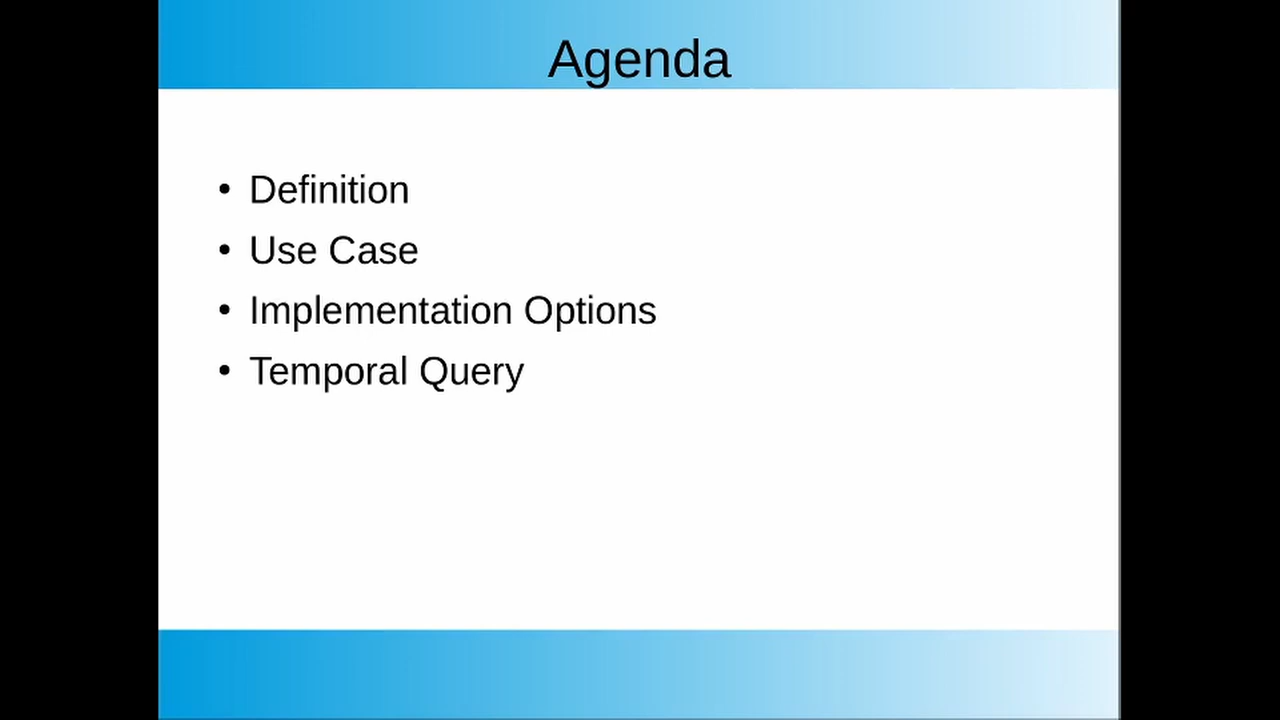 Agenda
• Definition
• Use Case
• Implementation Options
• Temporal Query